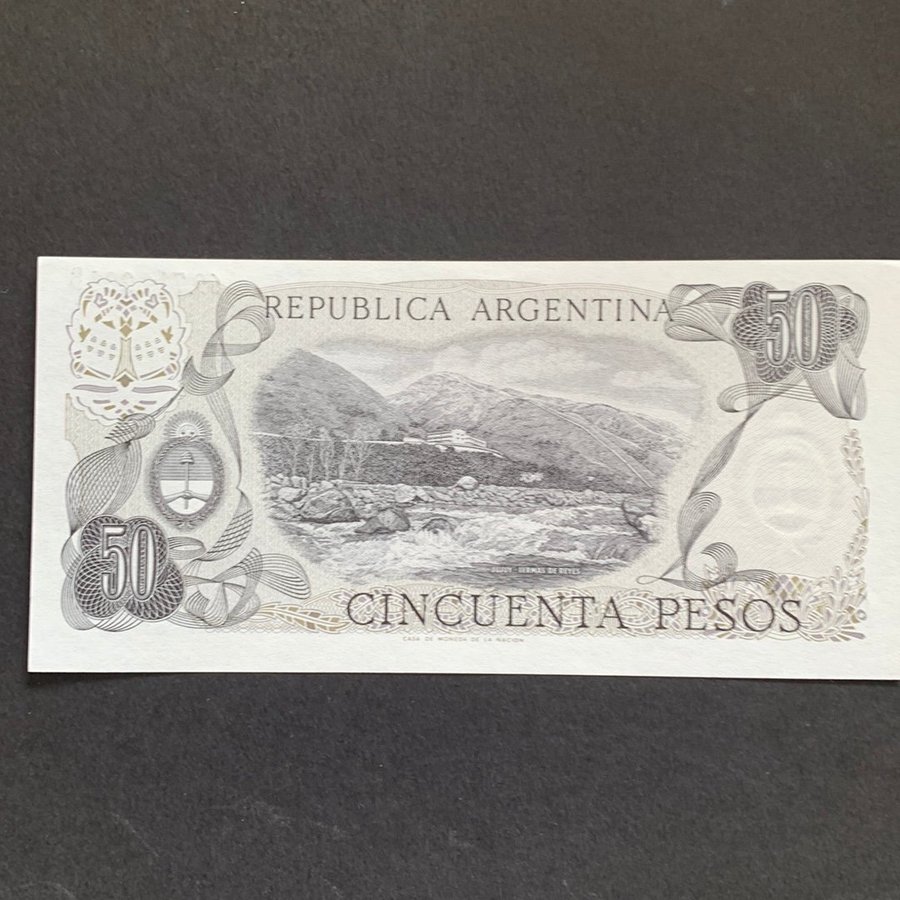 REPUBLICA ARGENTINA
50
50
JUJUY - TERMAS DE REYES
CINCUENTA PESOS
CASA DE MONEDA DE LA NACION